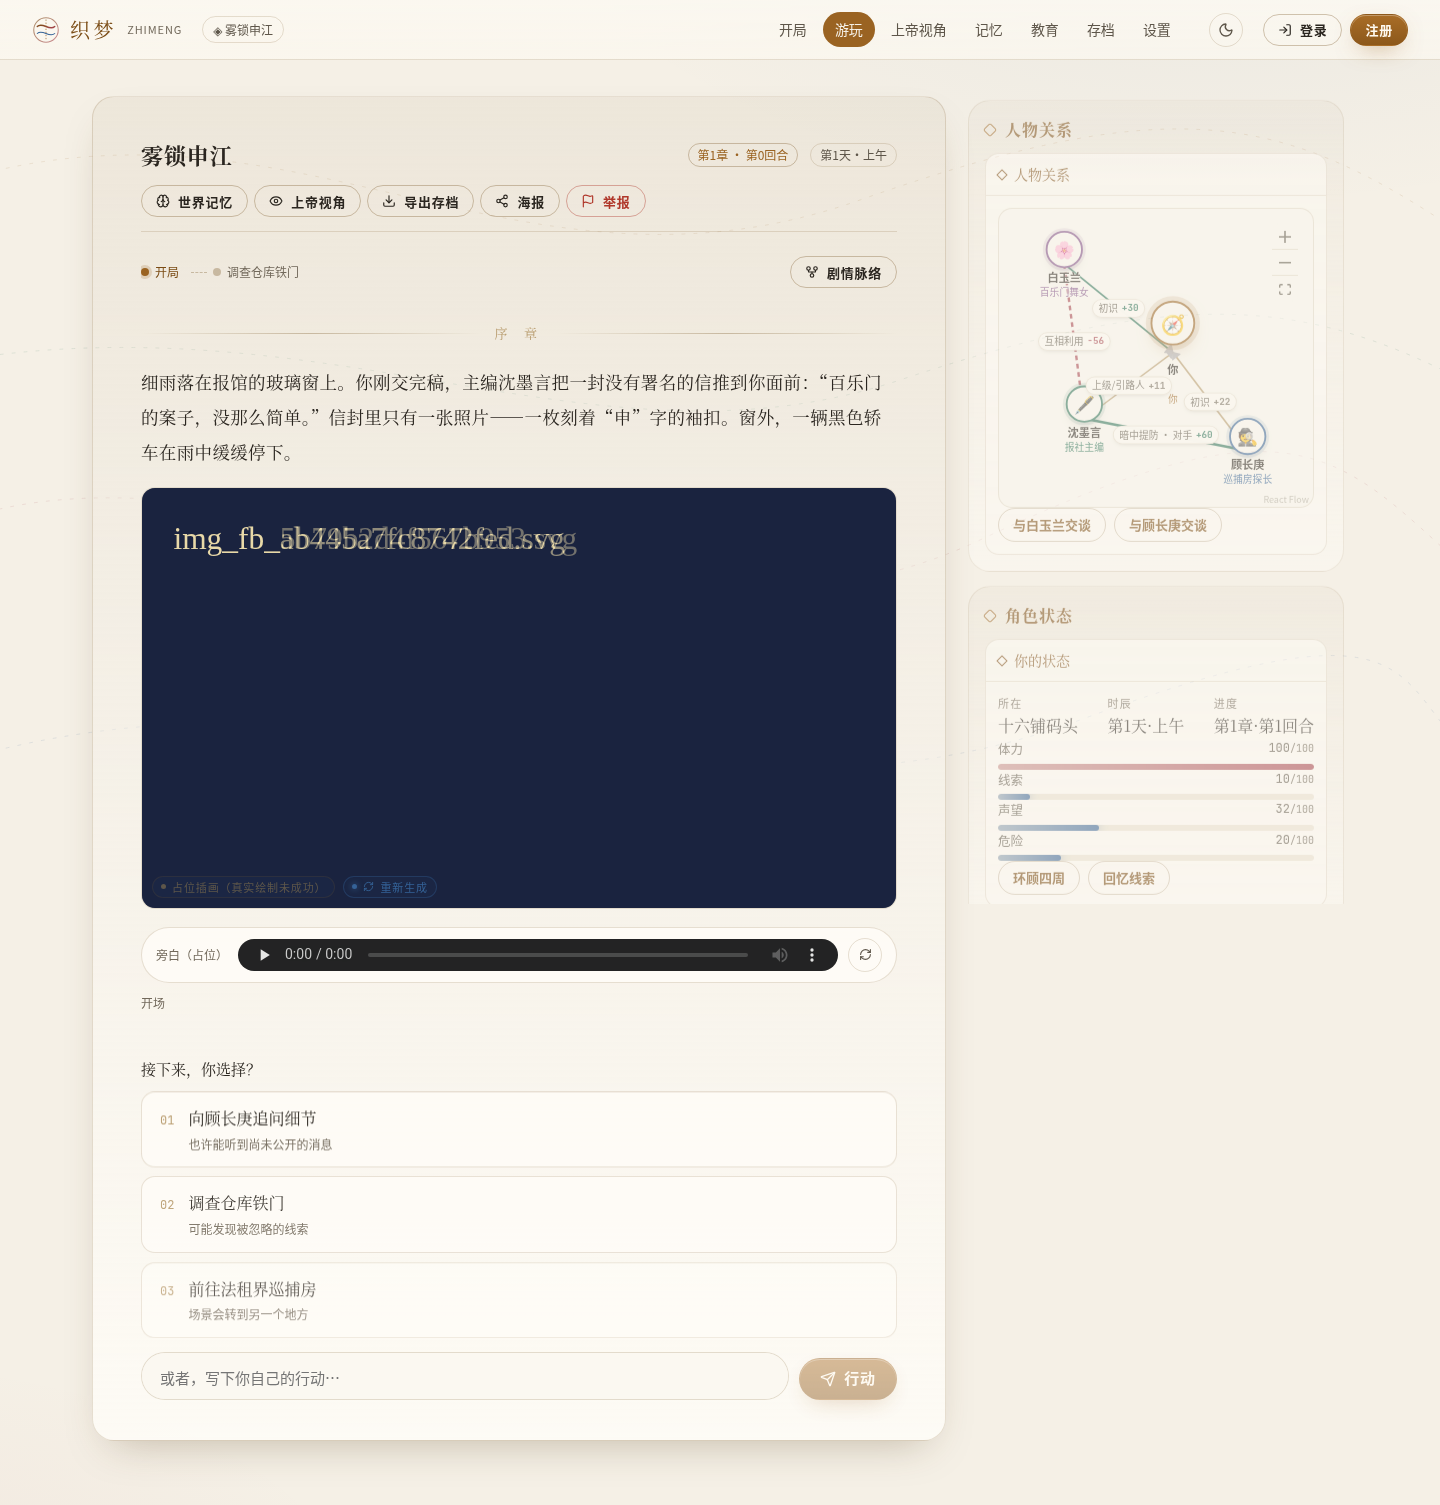 织梦 ZHIMENG
◈ 雾锁申江
开局 游玩 上帝视角 记忆 教育 存档 设置
登录 注册
雾锁申江
第1章 · 第0回合
第1天·上午
世界记忆 上帝视角 导出存档 海报 举报
开局 调查仓库铁门
剧情脉络
序 章
细雨落在报馆的玻璃窗上。你刚交完稿，主编沈墨言把一封没有署名的信推到你面前：“百乐门
的案子，没那么简单。”信封里只有一张照片——一枚刻着“申”字的袖扣。窗外，一辆黑色轿
车在雨中缓缓停下。
img_fb_
占位插画（真实绘制未成功）
重新生成
旁白（占位） 0:00 / 0:00
开场
接下来，你选择？
01 向顾长庚追问细节
也许能听到尚未公开的消息
02 调查仓库铁门
可能发现被忽略的线索
03 前往法租界巡捕房
场景会转到另一个地方
或者，写下你自己的行动…
行动
人物关系
人物关系
白玉兰
百乐门舞女
初识 +30
互相利用 -56
你
上级/引路人 +11
你
初识 +22
沈墨言
报社主编
暗中提防 · 对手 +60
顾长庚
巡捕房探长
React Flow
与白玉兰交谈 与顾长庚交谈
角色状态
你的状态
所在 时辰 进度
十六铺码头 第1天·上午 第1章·第1回合
体力 100/100
线索 10/100
声望 32/100
危险 20/100
环顾四周 回忆线索